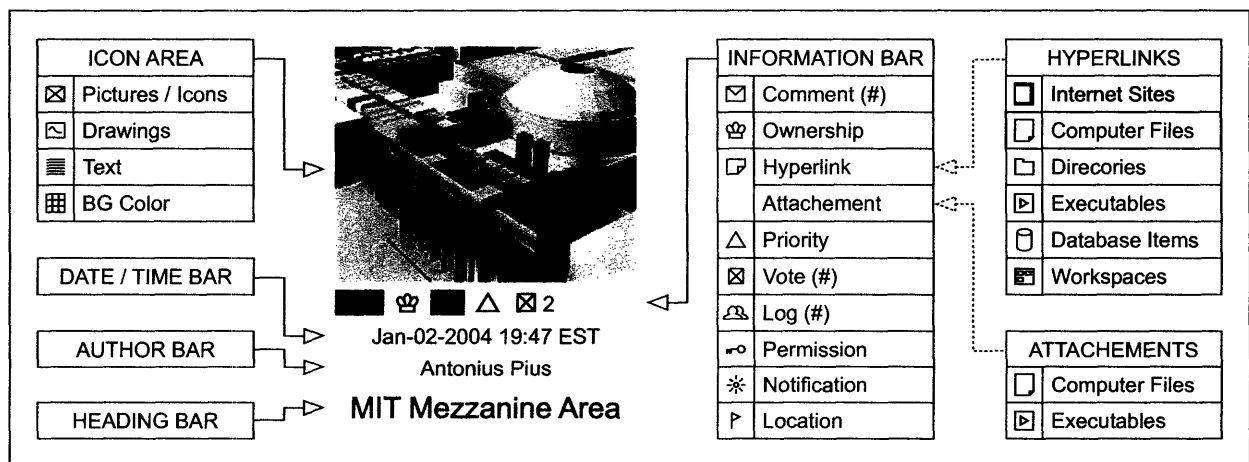 ICON AREA
Pictures / Icons
Drawings
Text
BG Color
DATE / TIME BAR
AUTHOR BAR
HEADING BAR
2
Jan-02-2004 19:47 EST
Antonius Pius
MIT Mezzanine Area
INFORMATION BAR
Comment (#)
Ownership
Hyperlink
Attachement
Priority
Vote (#)
Log (#)
Permission
Notification
Location
HYPERLINKS
Internet Sites
Computer Files
Direcories
Executables
Database Items
Workspaces
ATTACHEMENTS
Computer Files
Executables